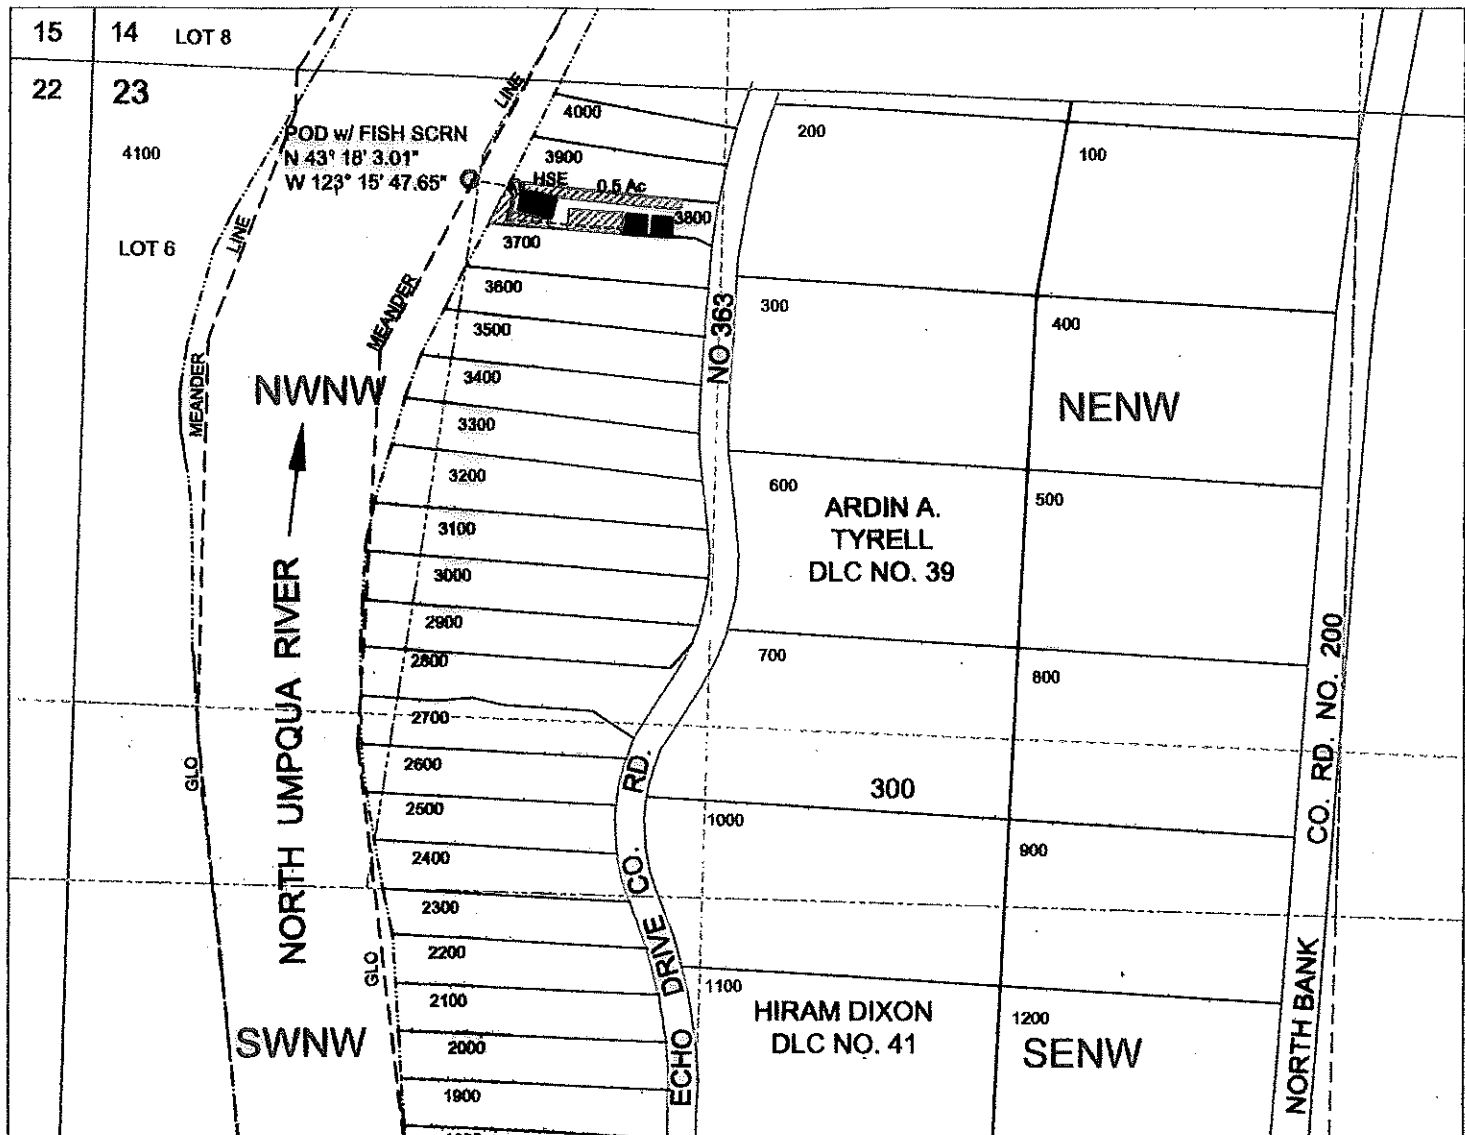 15
14
LOT 8
22
23
4100
POD w/ FISH SCRN
N 43° 18' 3.01"
W 123° 15' 47.65"
LOT 6
LINE
MEANDER
GLO
LINE
MEANDER
GLO
NWNW
NORTH UMPQUA RIVER
SWNW
4000
3900
HSE
0.5 Ac
3800
3700
3600
3500
3400
3300
3200
3100
3000
2900
2800
2700
2600
2500
2400
2300
2200
2100
2000
1900
ECHO DRIVE CO. RD. NO 363
200
100
300
400
NENW
600
500
ARDIN A.
TYRELL
DLC NO. 39
700
800
300
1000
900
1100
HIRAM DIXON
DLC NO. 41
1200
SENW
NORTH BANK CO. RD. NO. 200